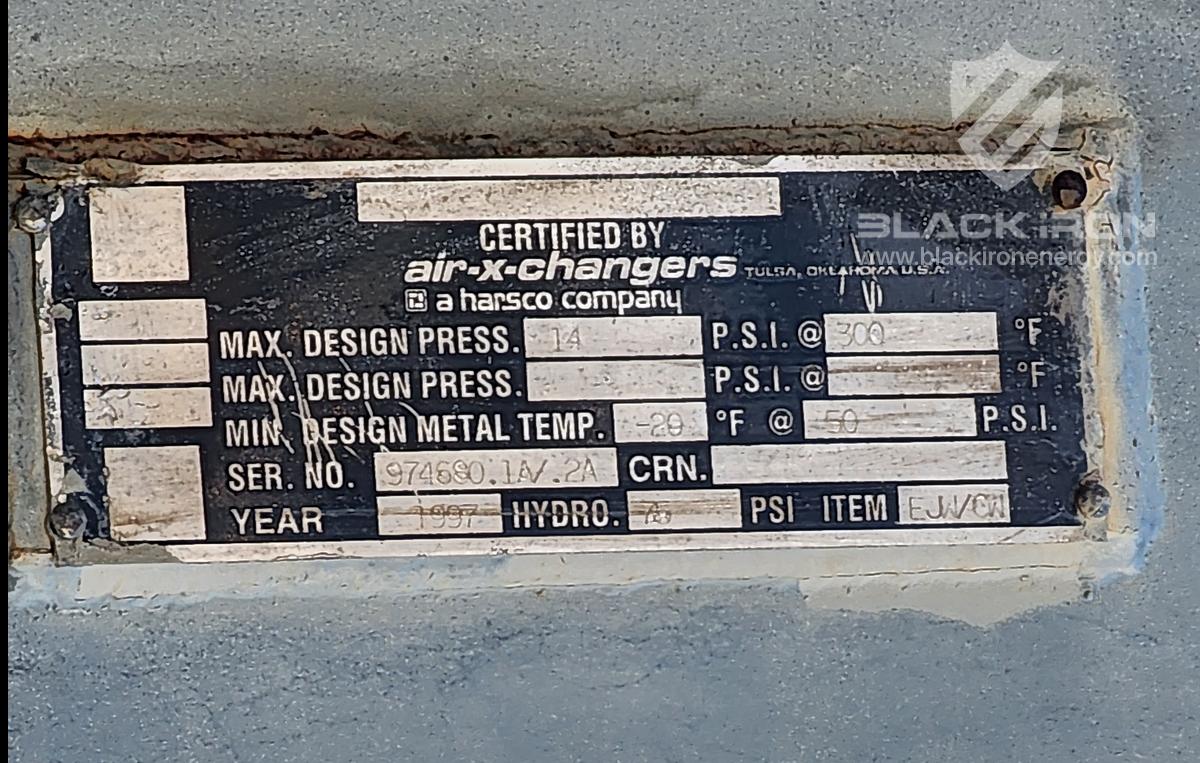 BLACK IRON
www.blackironenergy.com
CERTIFIED BY
air-x-changers TULSA, OKLAHOMA U.S.A.
a harsco company
MAX. DESIGN PRESS. 14 P.S.I. @ 300 °F
MAX. DESIGN PRESS. P.S.I. @ °F
MIN. DESIGN METAL TEMP. -20 °F @ 50 P.S.I.
SER. NO. 974680.1A/.2A CRN.
YEAR 1997 HYDRO. PSI ITEM EJW/CW